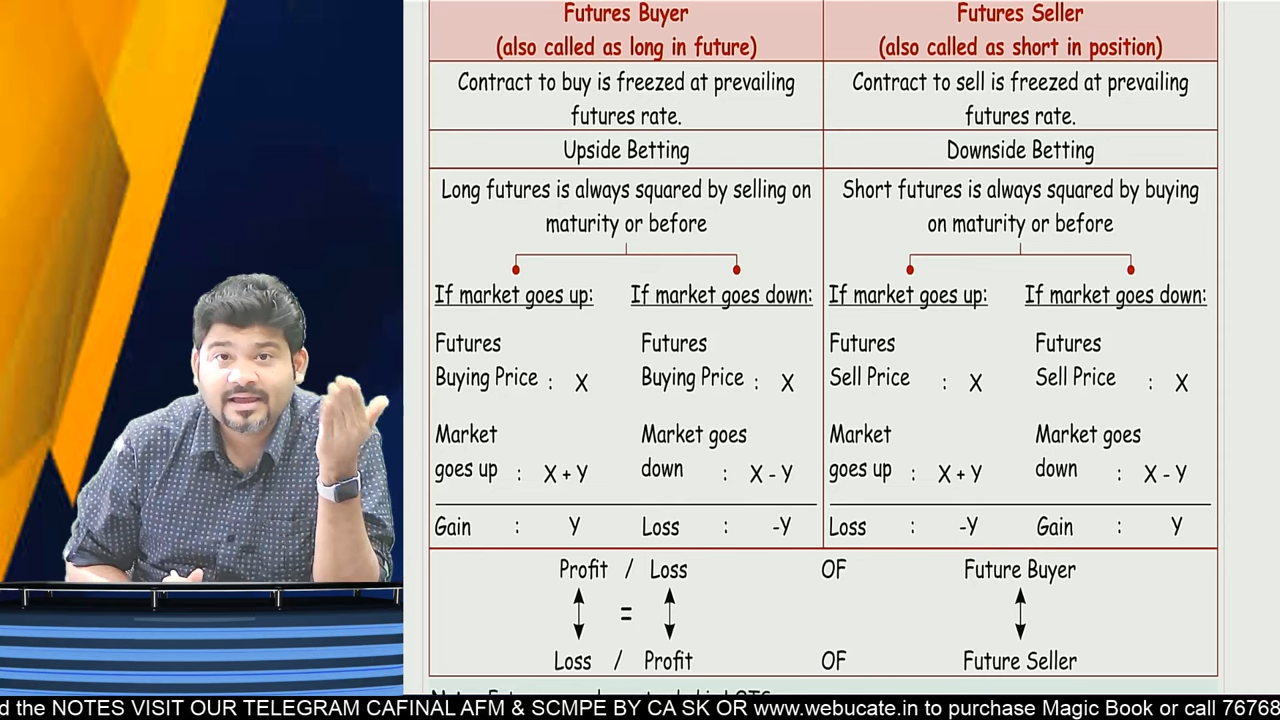 Futures Buyer
(also called as long in future)
Futures Seller
(also called as short in position)
Contract to buy is freezed at prevailing
futures rate.
Contract to sell is freezed at prevailing
futures rate.
Upside Betting
Downside Betting
Long futures is always squared by selling on
maturity or before
Short futures is always squared by buying
on maturity or before
If market goes up:
Futures
Buying Price : X
Market
goes up : X + Y
Gain : Y
If market goes down:
Futures
Buying Price : X
Market goes
down : X - Y
Loss : -Y
If market goes up:
Futures
Sell Price : X
Market
goes up : X + Y
Loss : -Y
If market goes down:
Futures
Sell Price : X
Market goes
down : X - Y
Gain : Y
Profit / Loss OF Future Buyer
=
Loss / Profit OF Future Seller
d the NOTES VISIT OUR TELEGRAM CAFINAL AFM & SCMPE BY CA SK OR www.webucate.in to purchase Magic Book or call 76768